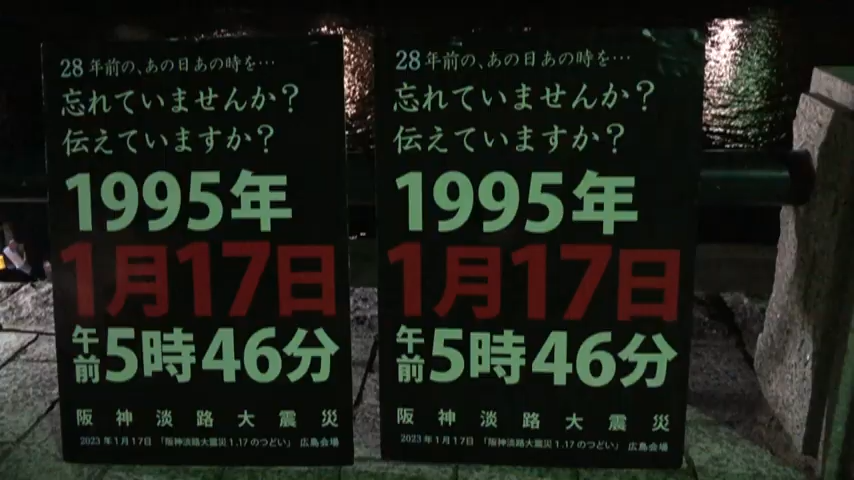 28年前の、あの日あの時を…
忘れていませんか？
伝えていますか？
1995年
1月17日
午前5時46分
阪神淡路大震災
2023年1月17日 「阪神淡路大震災1.17のつどい」 広島会場
28年前の、あの日あの時を…
忘れていませんか？
伝えていますか？
1995年
1月17日
午前5時46分
阪神淡路大震災
2023年1月17日 「阪神淡路大震災1.17のつどい」 広島会場